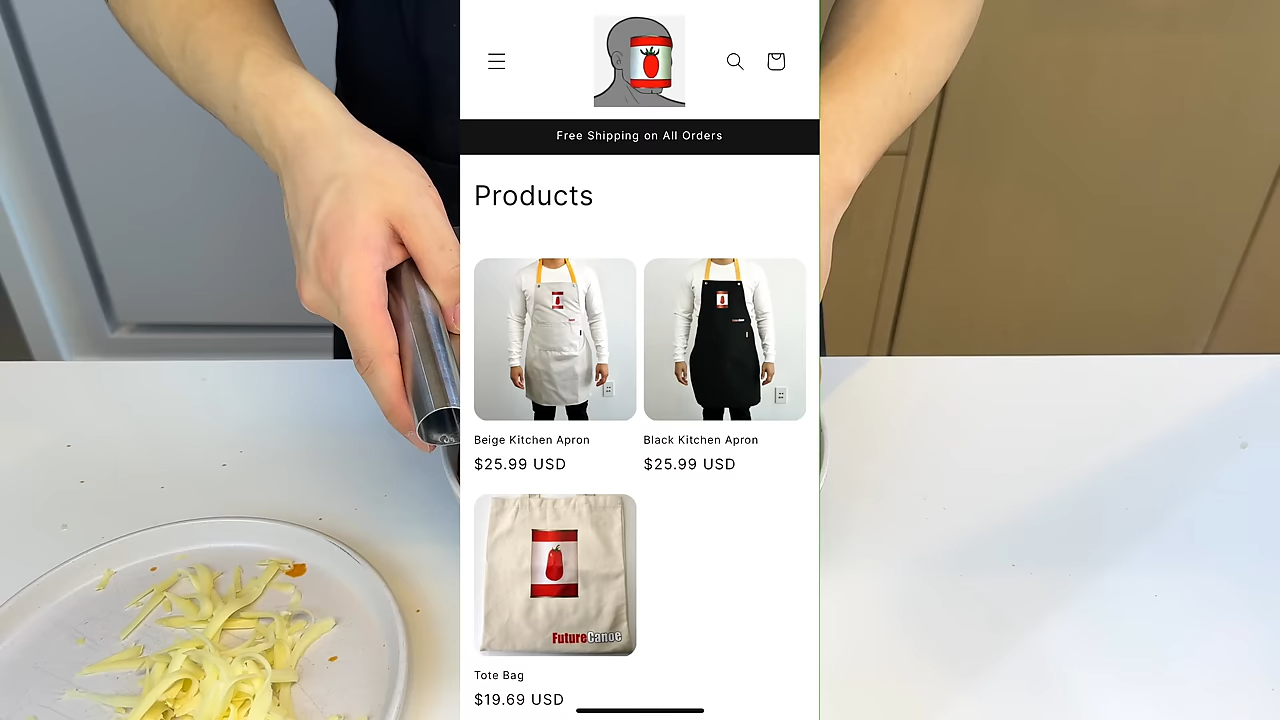 Free Shipping on All Orders
Products
Beige Kitchen Apron
$25.99 USD
Black Kitchen Apron
$25.99 USD
FutureCanoe
Tote Bag
$19.69 USD